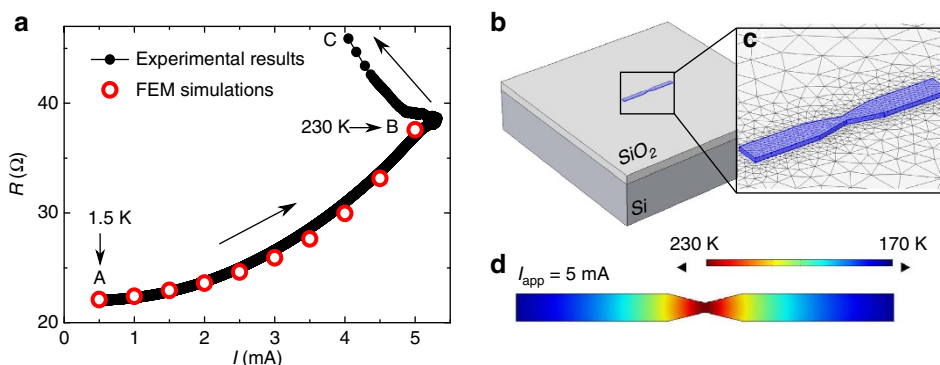 a
R (Ω)
40
30
20
C
Experimental results
FEM simulations
230 K
B
1.5 K
A
0
1
2
3
4
5
I (mA)
b
SiO2
Si
c
d
I app = 5 mA
230 K
170 K